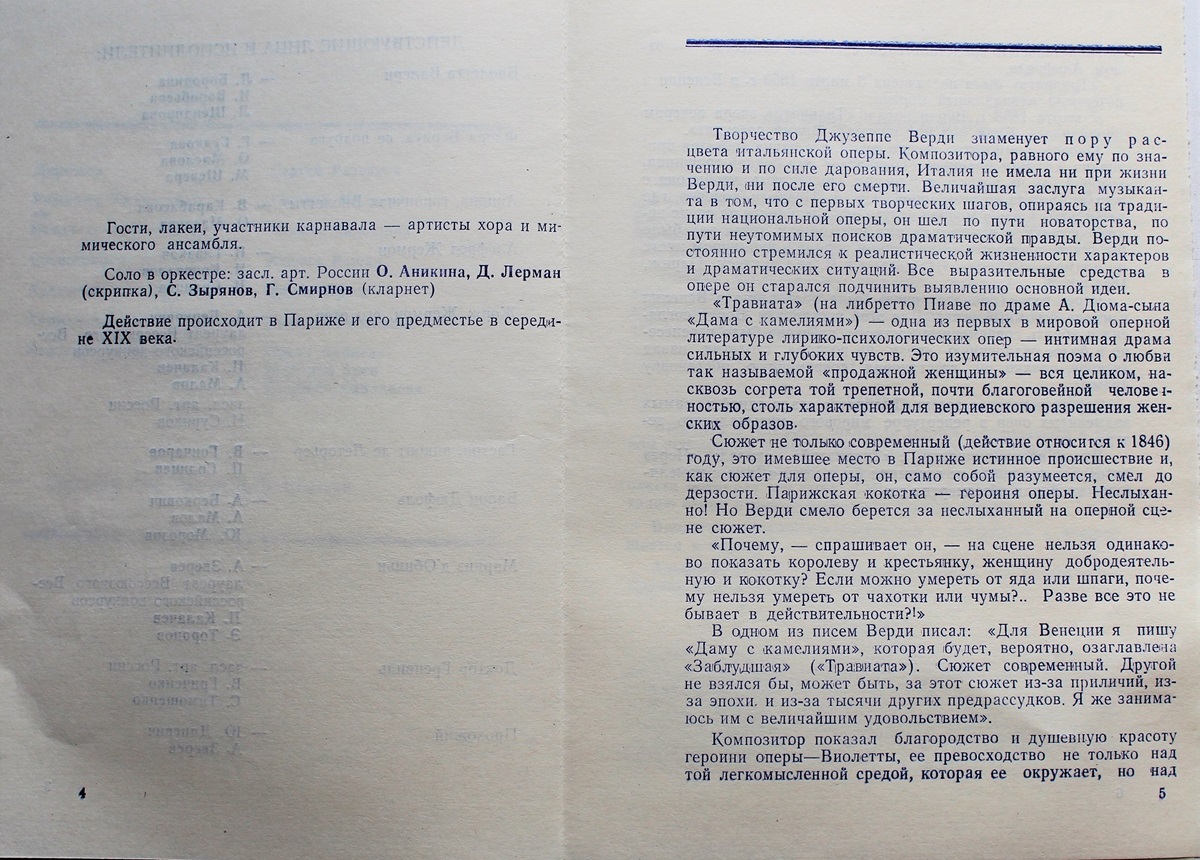 Гости, лакеи, участники карнавала — артисты хора и ми-
мического ансамбля.
Соло в оркестре: засл. арт. России О. Аникина, Д. Лерман
(скрипка), С. Зырянов, Г. Смирнов (кларнет)
Действие происходит в Париже и его предместье в середи-
не XIX века.
4
Творчество Джузеппе Верди знаменует пору рас-
цвета итальянской оперы. Композитора, равного ему по зна-
чению и по силе дарования, Италия не имела ни при жизни
Верди, ни после его смерти. Величайшая заслуга музыкан-
та в том, что с первых творческих шагов, опираясь на тради-
ции национальной оперы, он шел по пути новаторства, по
пути неутомимых поисков драматической правды. Верди по-
стоянно стремился к реалистической жизненности характеров
и драматических ситуаций. Все выразительные средства в
опере он старался подчинить выявлению основной идеи.
«Травиата» (на либретто Пиаве по драме А. Дюма-сына
«Дама с камелиями») — одна из первых в мировой оперной
литературе лирико-психологических опер — интимная драма
сильных и глубоких чувств. Это изумительная поэма о любви
так называемой «продажной женщины» — вся целиком, на-
сквозь согрета той трепетной, почти благоговейной человеч-
ностью, столь характерной для вердиевского разрешения жен-
ских образов.
Сюжет не только современный (действие относится к 1846)
году, это имевшее место в Париже истинное происшествие и,
как сюжет для оперы, он, само собой разумеется, смел до
дерзости. Парижская кокотка — героиня оперы. Неслыхан-
но! Но Верди смело берется за неслыханный на оперной сце-
не сюжет.
«Почему, — спрашивает он, — на сцене нельзя одинако-
во показать королеву и крестьянку, женщину добродетель-
ную и кокотку? Если можно умереть от яда или шпаги, поче-
му нельзя умереть от чахотки или чумы?.. Разве все это не
бывает в действительности?!»
В одном из писем Верди писал: «Для Венеции я пишу
«Даму с камелиями», которая будет, вероятно, озаглавлена
«Заблудшая» («Травиата»). Сюжет современный. Другой
не взялся бы, может быть, за этот сюжет из-за приличий, из-
за эпохи и из-за тысячи других предрассудков. Я же занима-
юсь им с величайшим удовольствием».
Композитор показал благородство и душевную красоту
героини оперы—Виолетты, ее превосходство не только над
той легкомысленной средой, которая ее окружает, но над
5